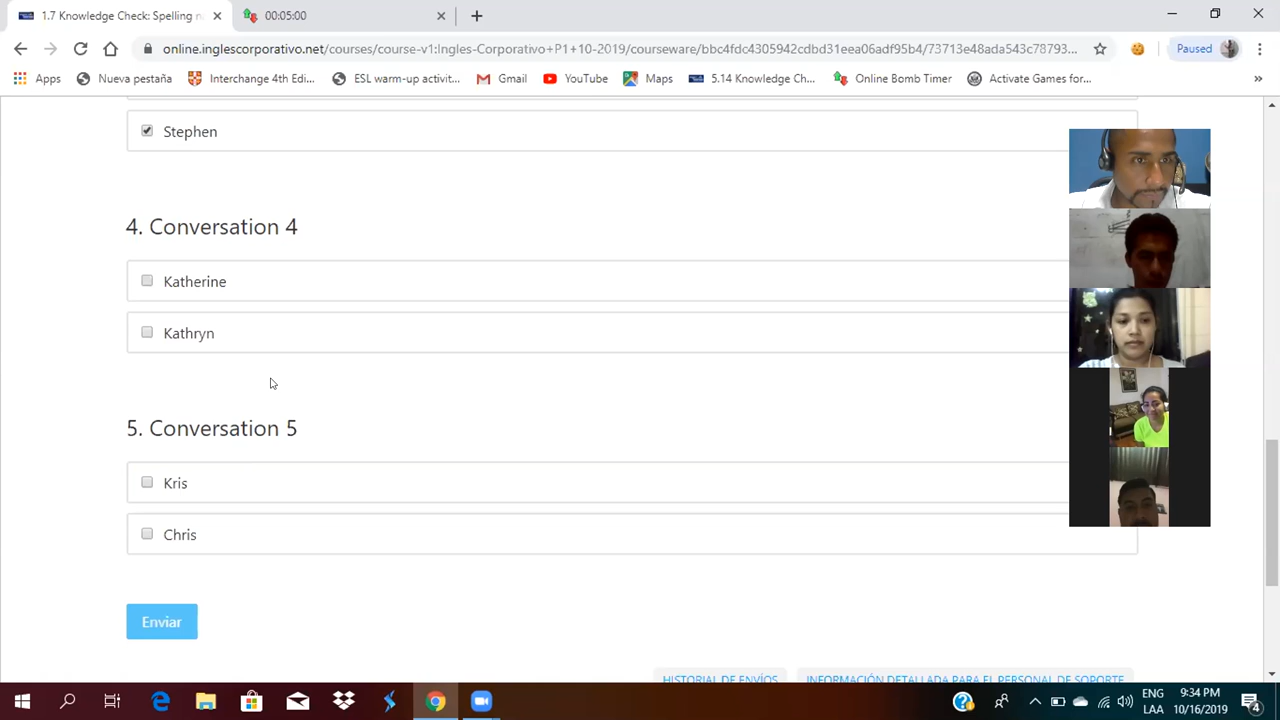 1.7 Knowledge Check: Spelling n
00:05:00
online.inglescorporativo.net/courses/course-v1:Ingles-Corporativo+P1+10-2019/courseware/bbc4fdc4305942cdbd31eea06adf95b4/73713e48ada543c78793...
Paused
Apps
Nueva pestaña
Interchange 4th Edi...
ESL warm-up activit...
Gmail
YouTube
Maps
5.14 Knowledge Ch...
Online Bomb Timer
Activate Games for...
»
Stephen
4. Conversation 4
Katherine
Kathryn
5. Conversation 5
Kris
Chris
Enviar
HISTORIAL DE ENVÍOS
INFORMACIÓN DETALLADA PARA EL PERSONAL DE SOPORTE
ENG
9:34 PM
LAA
10/16/2019
4